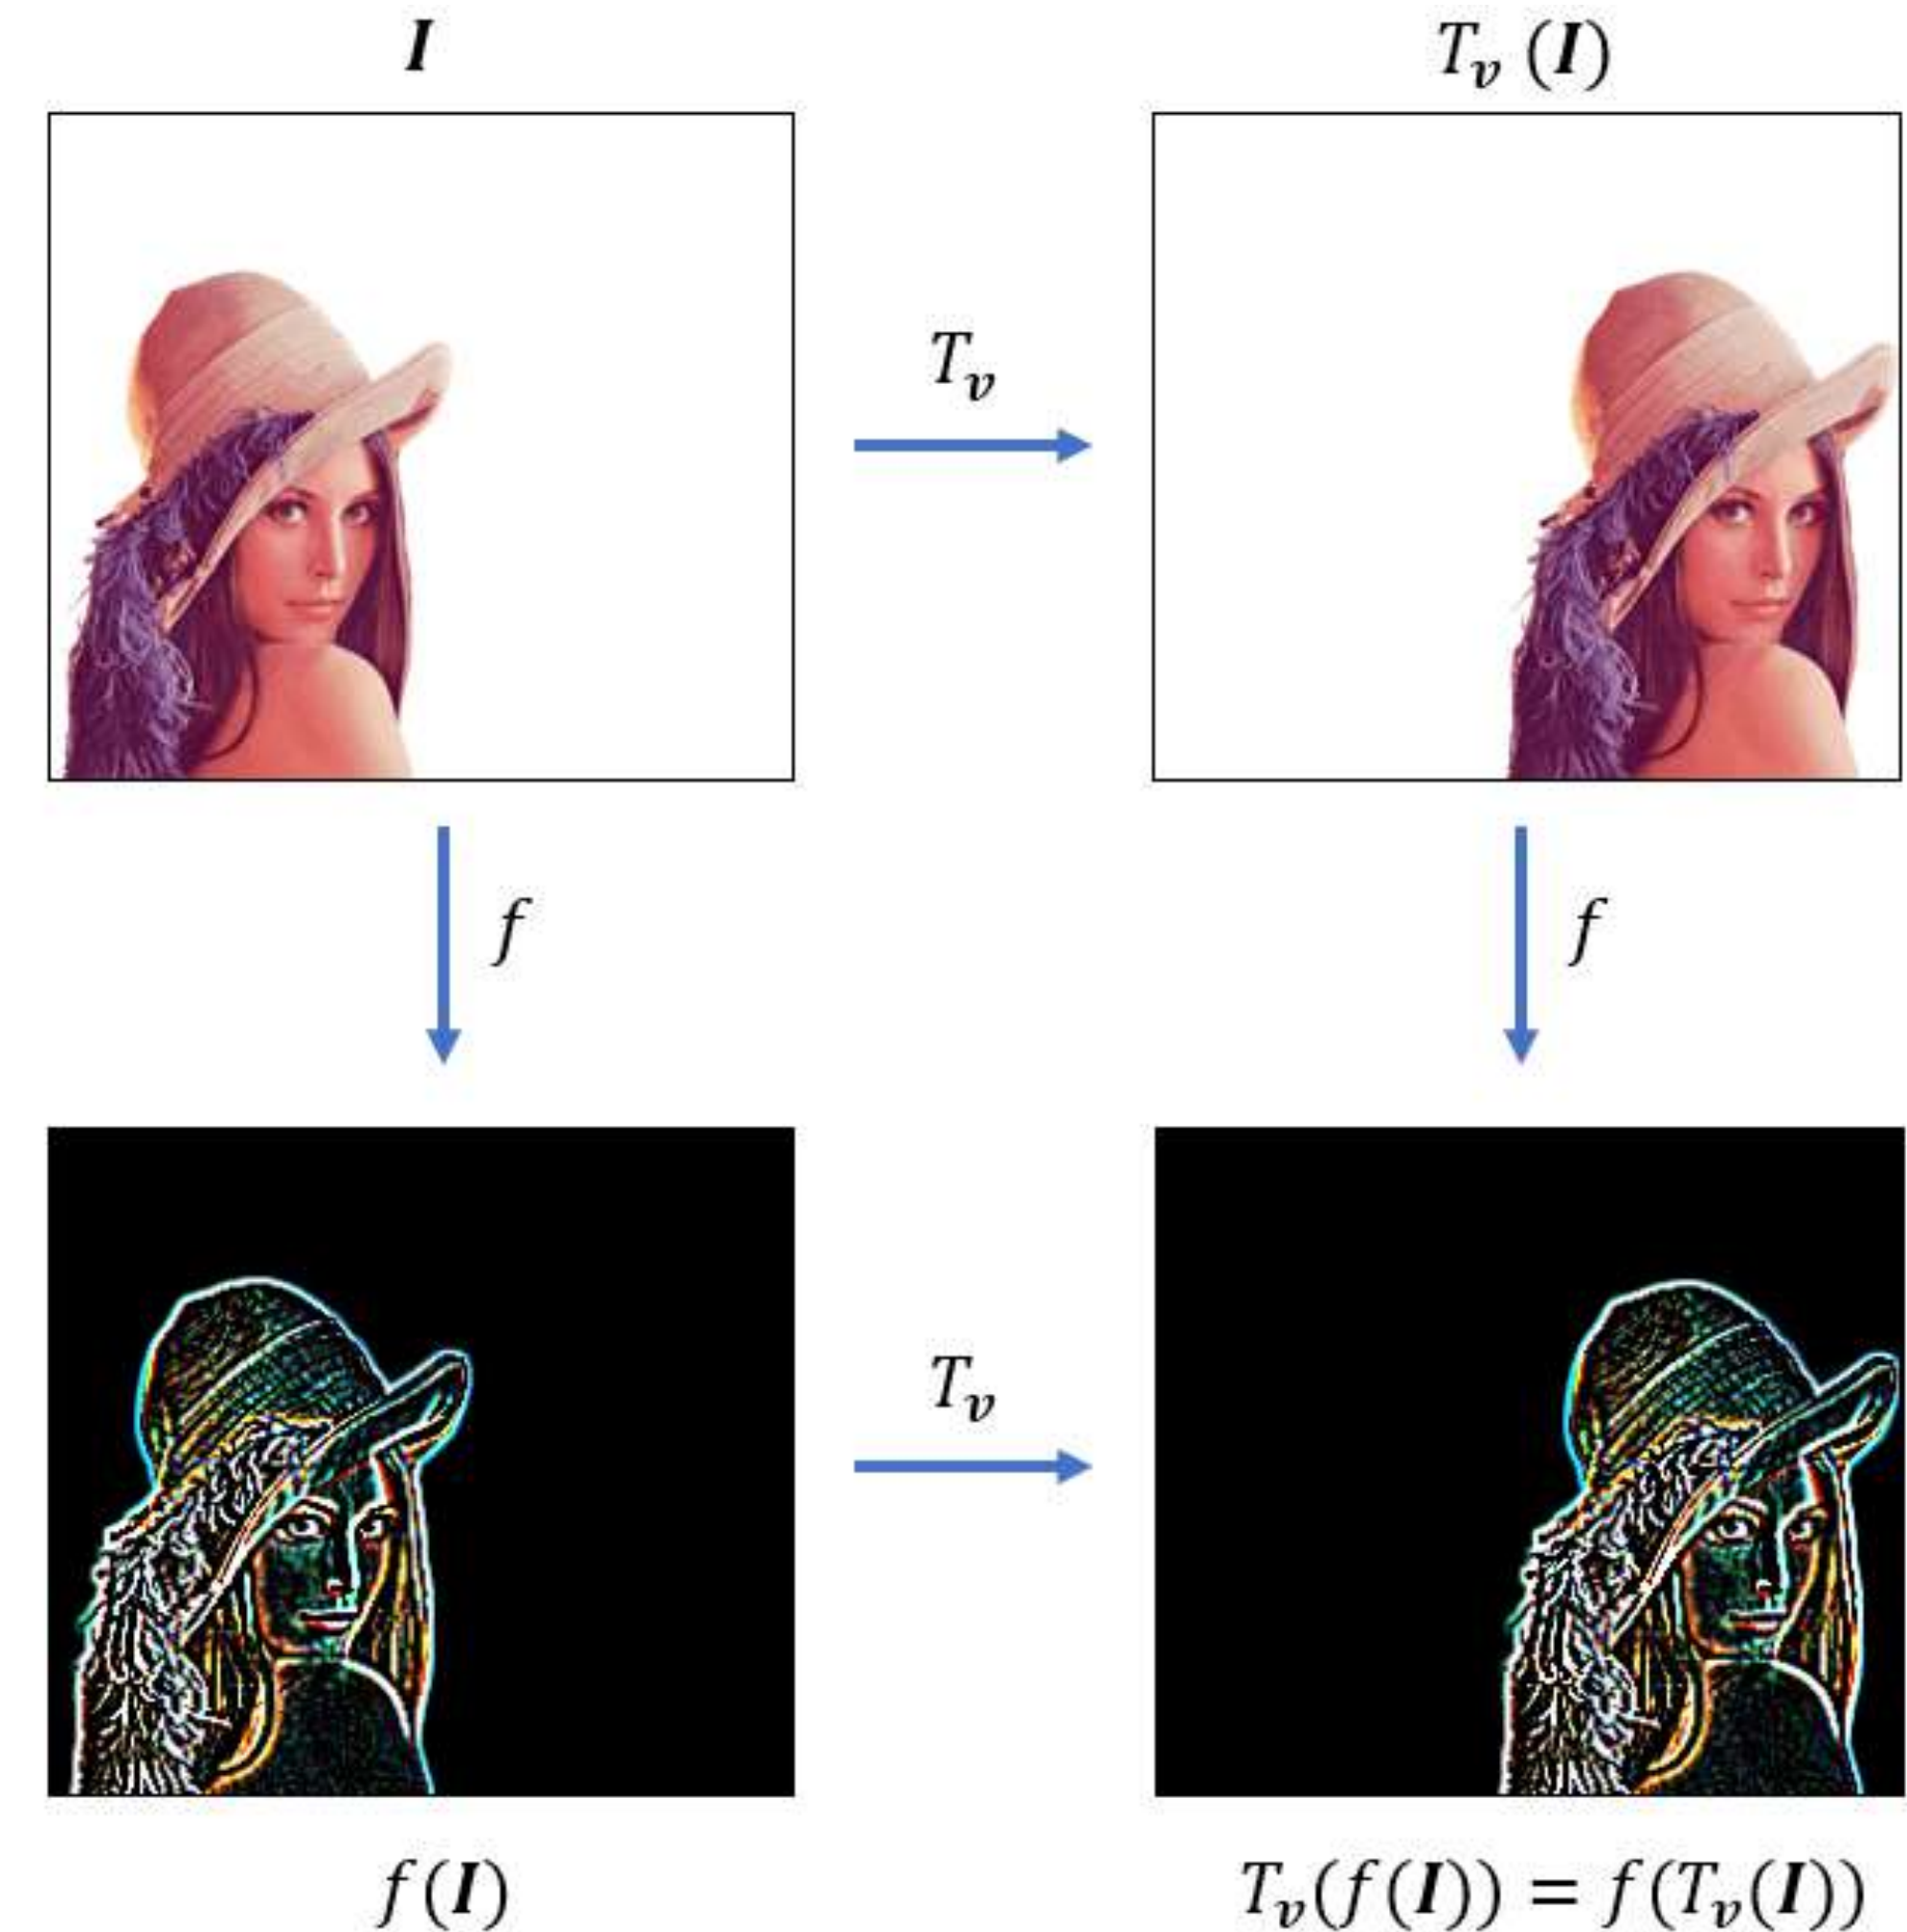 I
T_v (I)
T_v
f
f
T_v
f(I)
T_v(f(I)) = f(T_v(I))